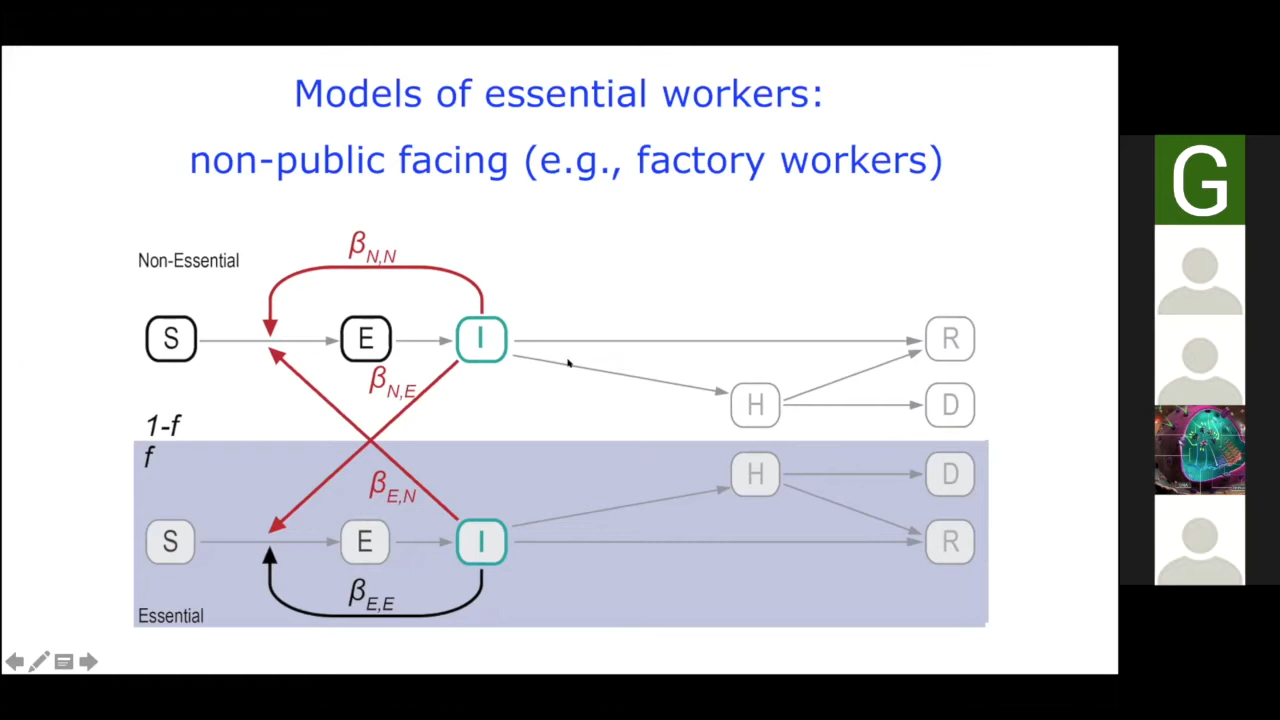 Models of essential workers:
non-public facing (e.g., factory workers)
Non-Essential
β_N,N
S
E
I
R
β_N,E
H
D
1-f
f
β_E,N
H
D
S
E
I
R
β_E,E
Essential
G